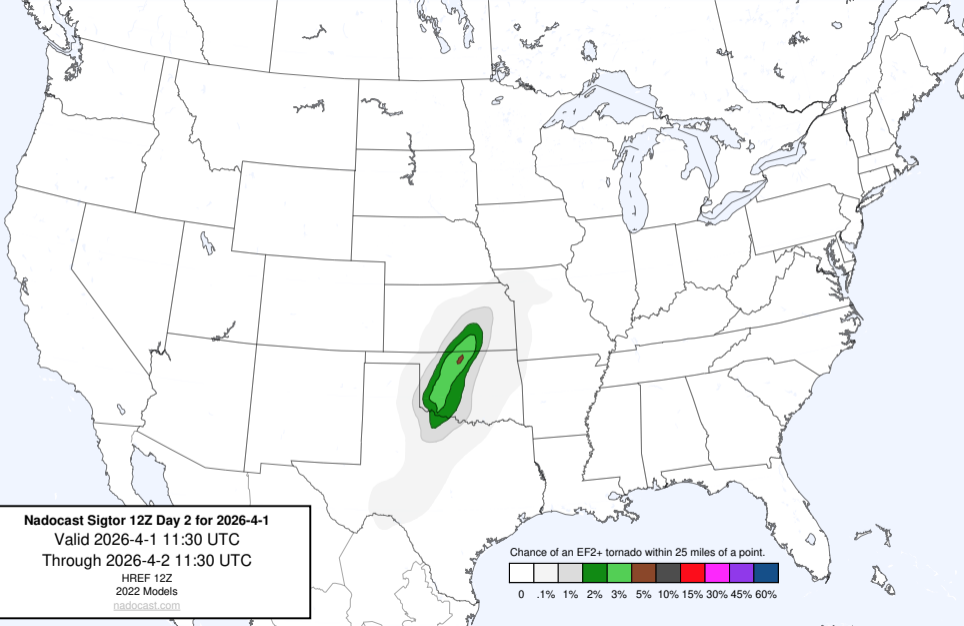 Nadocast Sigtor 12Z Day 2 for 2026-4-1
Valid 2026-4-1 11:30 UTC
Through 2026-4-2 11:30 UTC
HREF 12Z
2022 Models
nadocast.com
Chance of an EF2+ tornado within 25 miles of a point.
0 .1% 1% 2% 3% 5% 10% 15% 30% 45% 60%